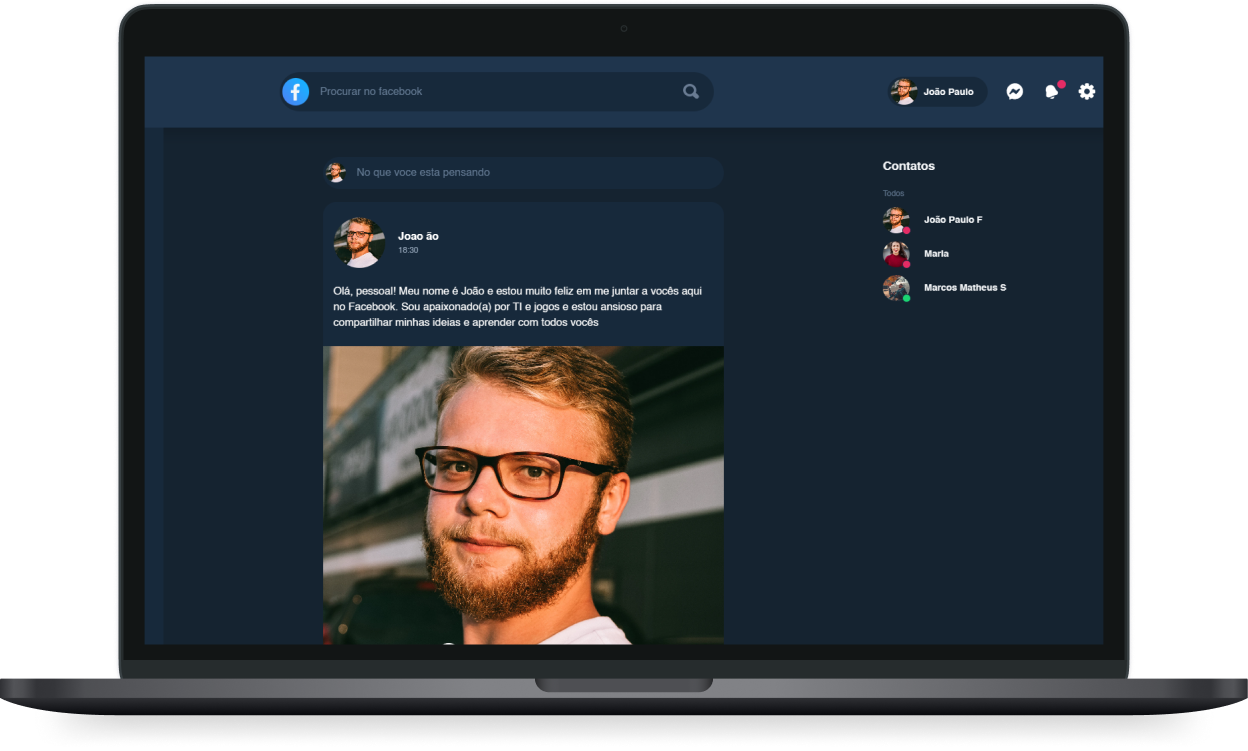 Procurar no facebook
João Paulo
No que voce esta pensando
Joao ão
18:30
Olá, pessoal! Meu nome é João e estou muito feliz em me juntar a vocês aqui
no Facebook. Sou apaixonado(a) por TI e jogos e estou ansioso para
compartilhar minhas ideias e aprender com todos vocês
Contatos
Todos
João Paulo F
Maria
Marcos Matheus S